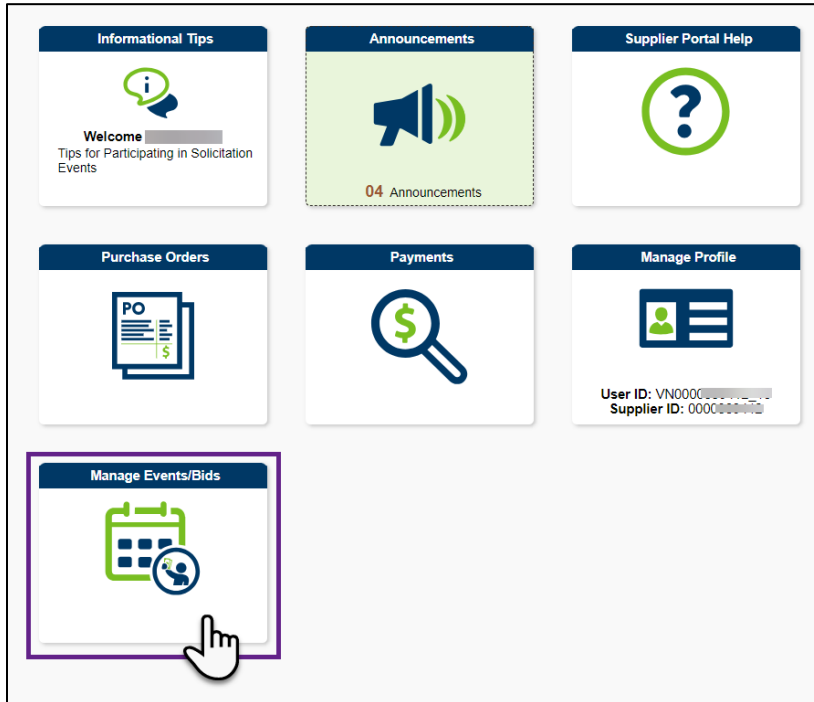 Informational Tips
Welcome
Tips for Participating in Solicitation
Events
Announcements
04 Announcements
Supplier Portal Help
?
Purchase Orders
PO
$
Payments
$
Manage Profile
User ID: VN0000
Supplier ID: 0000
Manage Events/Bids